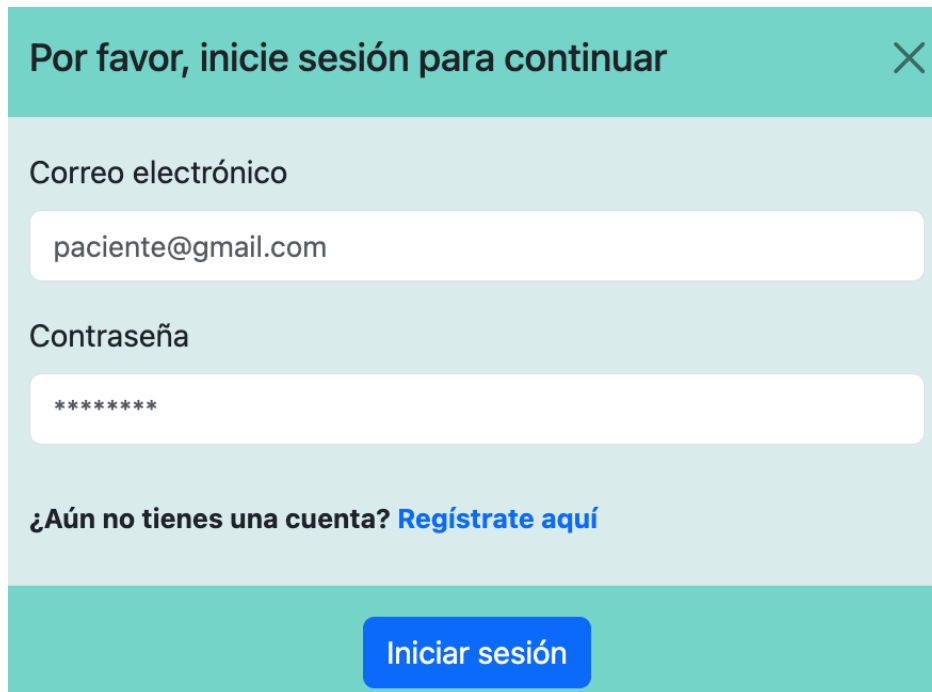 Por favor, inicie sesión para continuar
Correo electrónico
paciente@gmail.com
Contraseña
********
¿Aún no tienes una cuenta? Regístrate aquí
Iniciar sesión